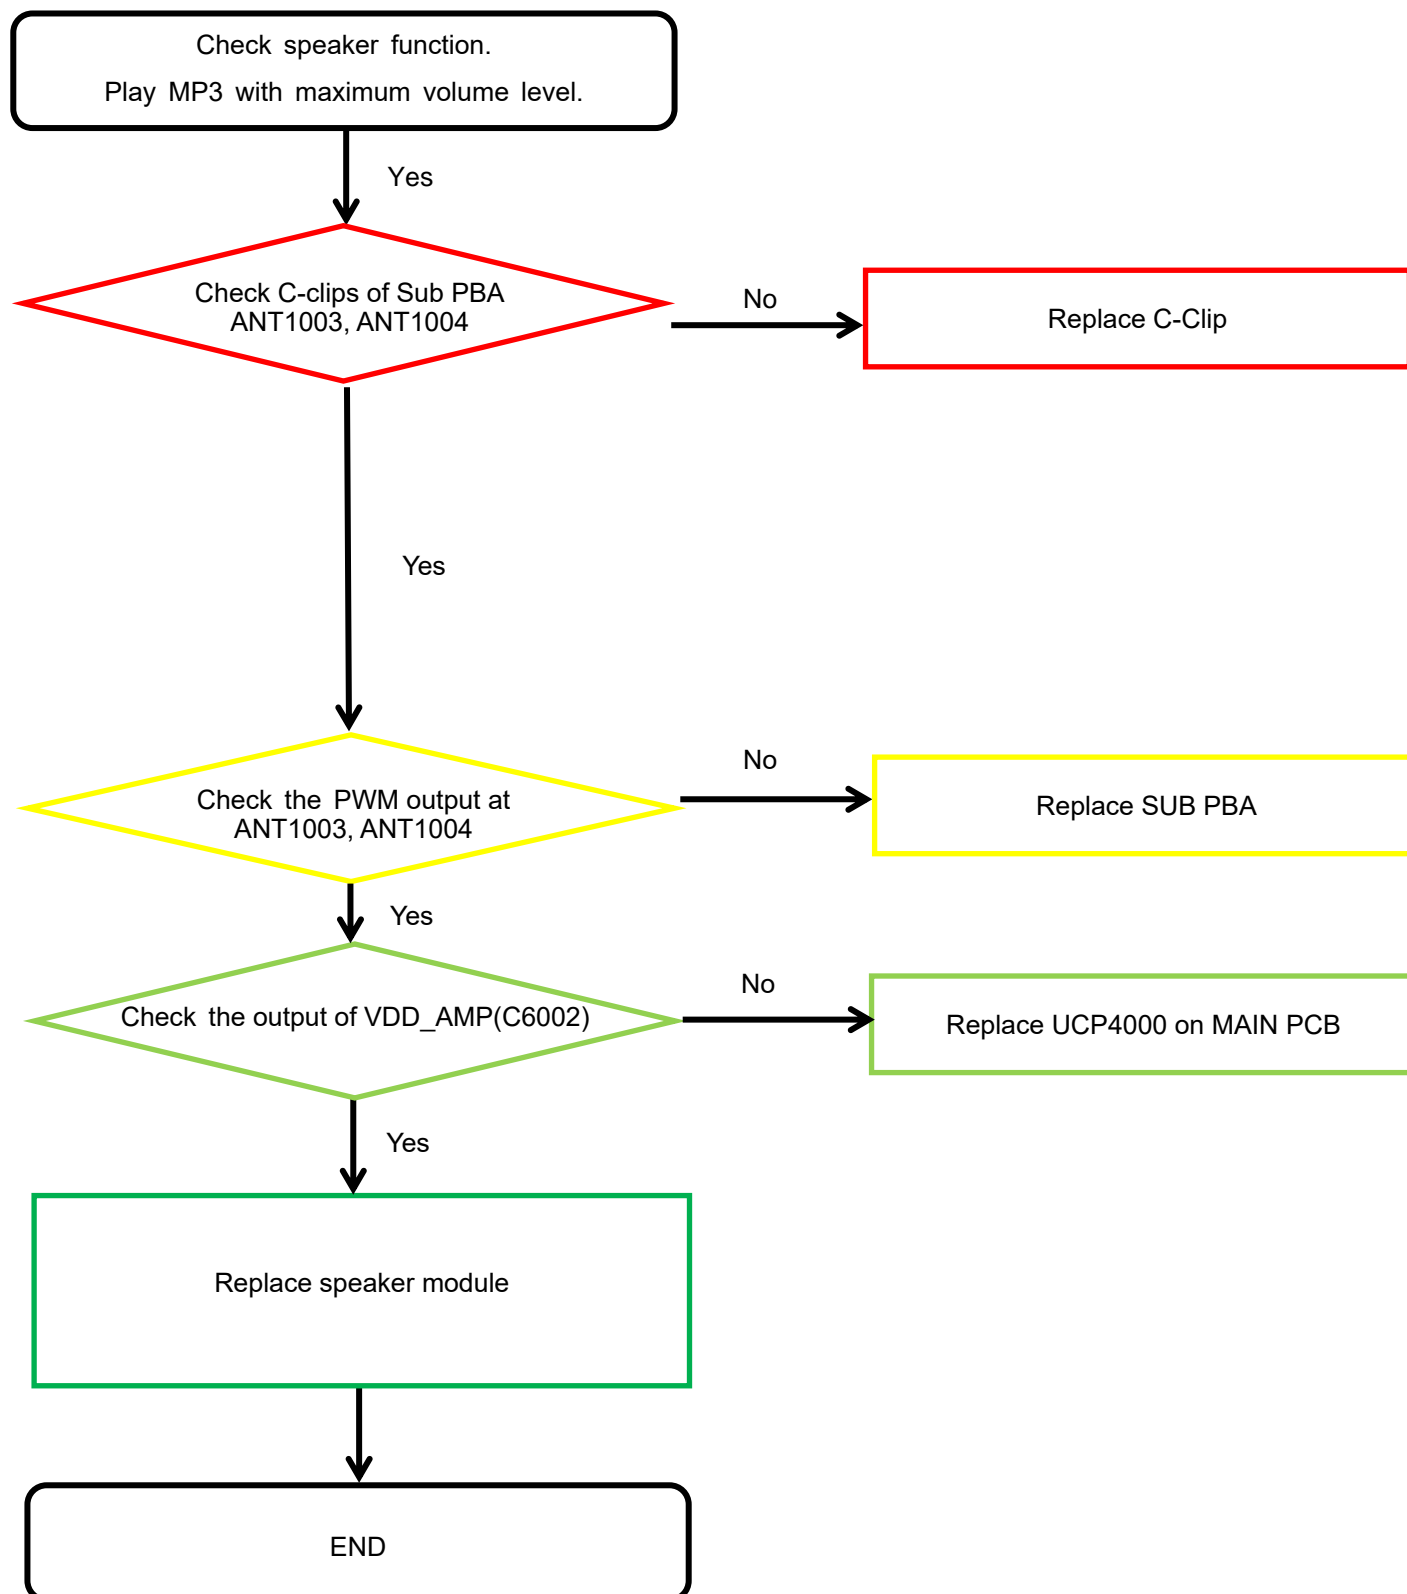 Check speaker function.
Play MP3 with maximum volume level.
Yes
Check C-clips of Sub PBA
ANT1003, ANT1004
No
Replace C-Clip
Yes
Check the PWM output at
ANT1003, ANT1004
No
Replace SUB PBA
Yes
Check the output of VDD_AMP(C6002)
No
Replace UCP4000 on MAIN PCB
Yes
Replace speaker module
END